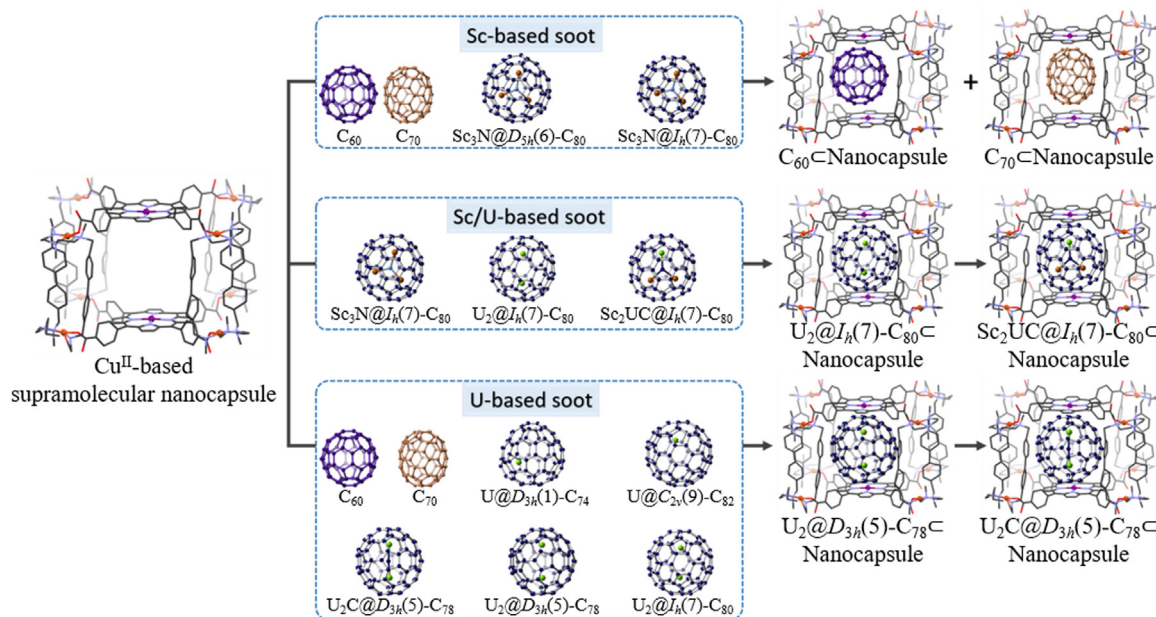 Sc-based soot
C₆₀
C₇₀
Sc₃N@D₅ₕ(6)-C₈₀
Sc₃N@Iₕ(7)-C₈₀
C₆₀⊂Nanocapsule
+
C₇₀⊂Nanocapsule
Cuᴵᴵ-based
supramolecular nanocapsule
Sc/U-based soot
Sc₃N@Iₕ(7)-C₈₀
U₂@Iₕ(7)-C₈₀
Sc₂UC@Iₕ(7)-C₈₀
U₂@Iₕ(7)-C₈₀⊂
Nanocapsule
Sc₂UC@Iₕ(7)-C₈₀⊂
Nanocapsule
U-based soot
C₆₀
C₇₀
U@D₃ₕ(1)-C₇₄
U@C₂ᵥ(9)-C₈₂
U₂C@D₃ₕ(5)-C₇₈
U₂@D₃ₕ(5)-C₇₈
U₂@Iₕ(7)-C₈₀
U₂@D₃ₕ(5)-C₇₈⊂
Nanocapsule
U₂C@D₃ₕ(5)-C₇₈⊂
Nanocapsule